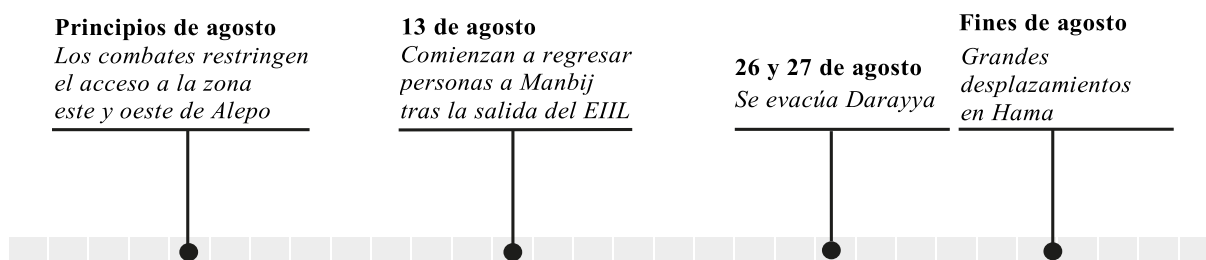 Principios de agosto
Los combates restringen
el acceso a la zona
este y oeste de Alepo
13 de agosto
Comienzan a regresar
personas a Manbij
tras la salida del EIIL
26 y 27 de agosto
Se evacúa Darayya
Fines de agosto
Grandes
desplazamientos
en Hama